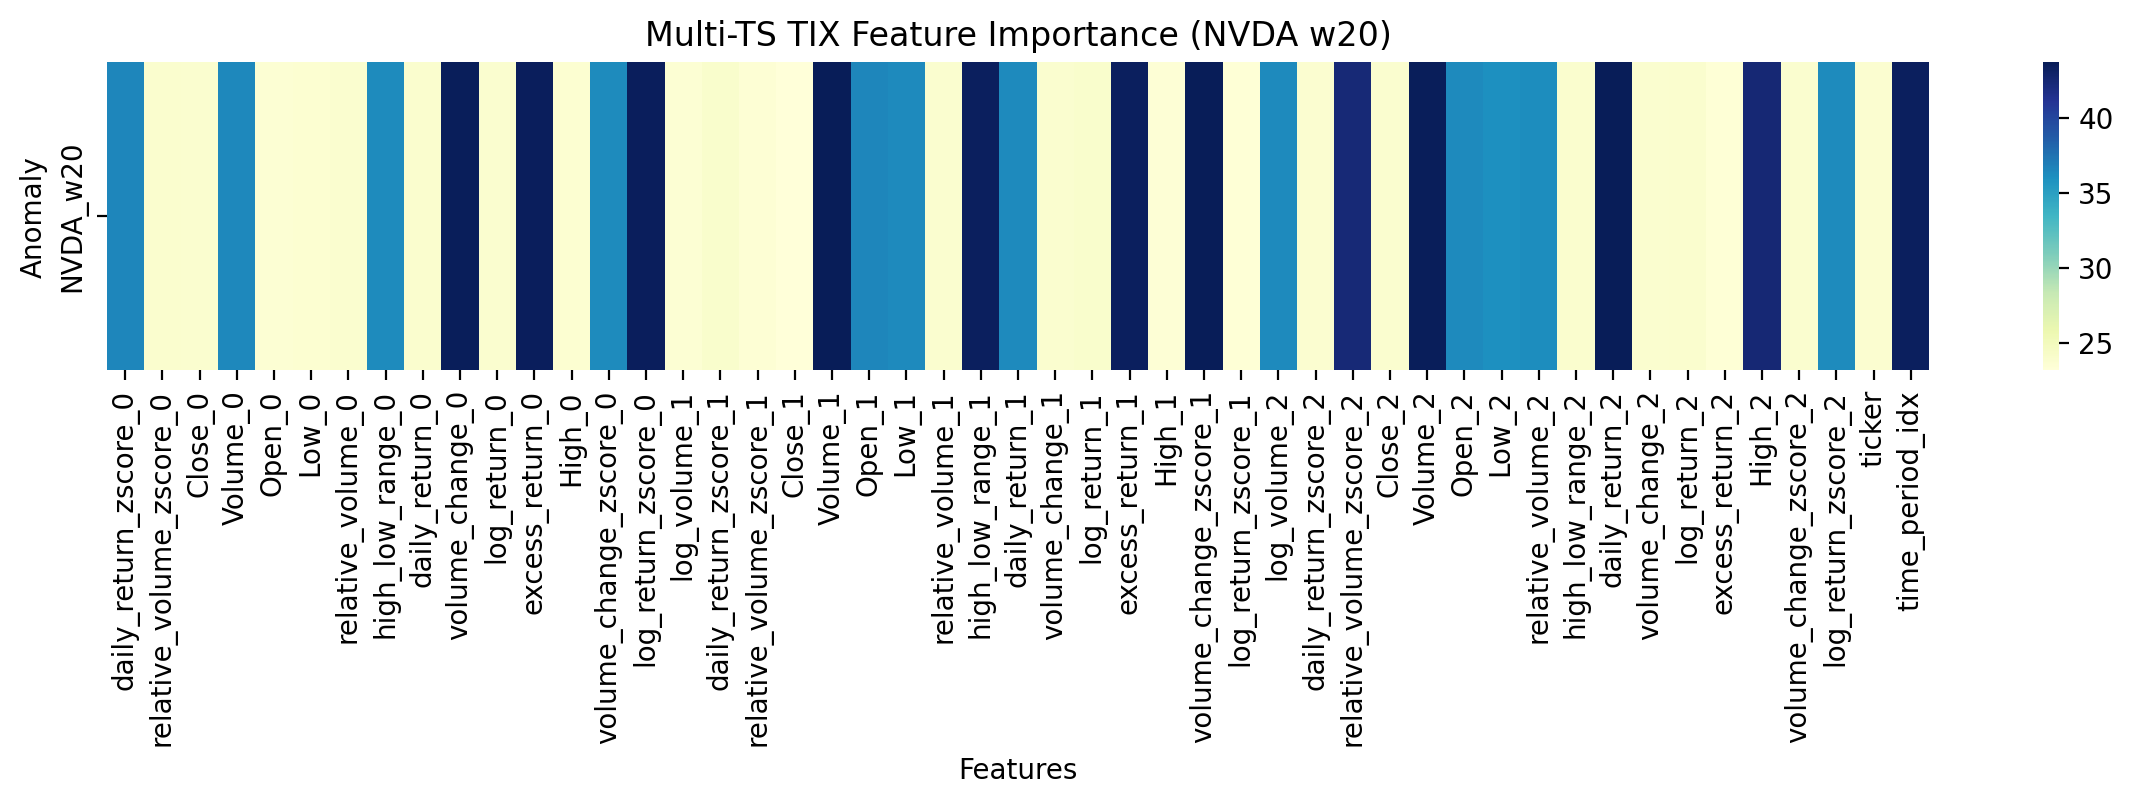 Multi-TS TIX Feature Importance (NVDA w20)
Anomaly
NVDA_w20
40
35
30
25
daily_return_zscore_0
relative_volume_zscore_0
Close_0
Volume_0
Open_0
Low_0
relative_volume_0
high_low_range_0
daily_return_0
volume_change_0
log_return_0
excess_return_0
High_0
volume_change_zscore_0
log_return_zscore_0
log_volume_1
daily_return_zscore_1
relative_volume_zscore_1
Close_1
Volume_1
Open_1
Low_1
relative_volume_1
high_low_range_1
daily_return_1
volume_change_1
log_return_1
excess_return_1
High_1
volume_change_zscore_1
log_return_zscore_1
log_volume_2
daily_return_zscore_2
relative_volume_zscore_2
Close_2
Volume_2
Open_2
Low_2
relative_volume_2
high_low_range_2
daily_return_2
volume_change_2
log_return_2
excess_return_2
High_2
volume_change_zscore_2
log_return_zscore_2
ticker
time_period_idx
Features